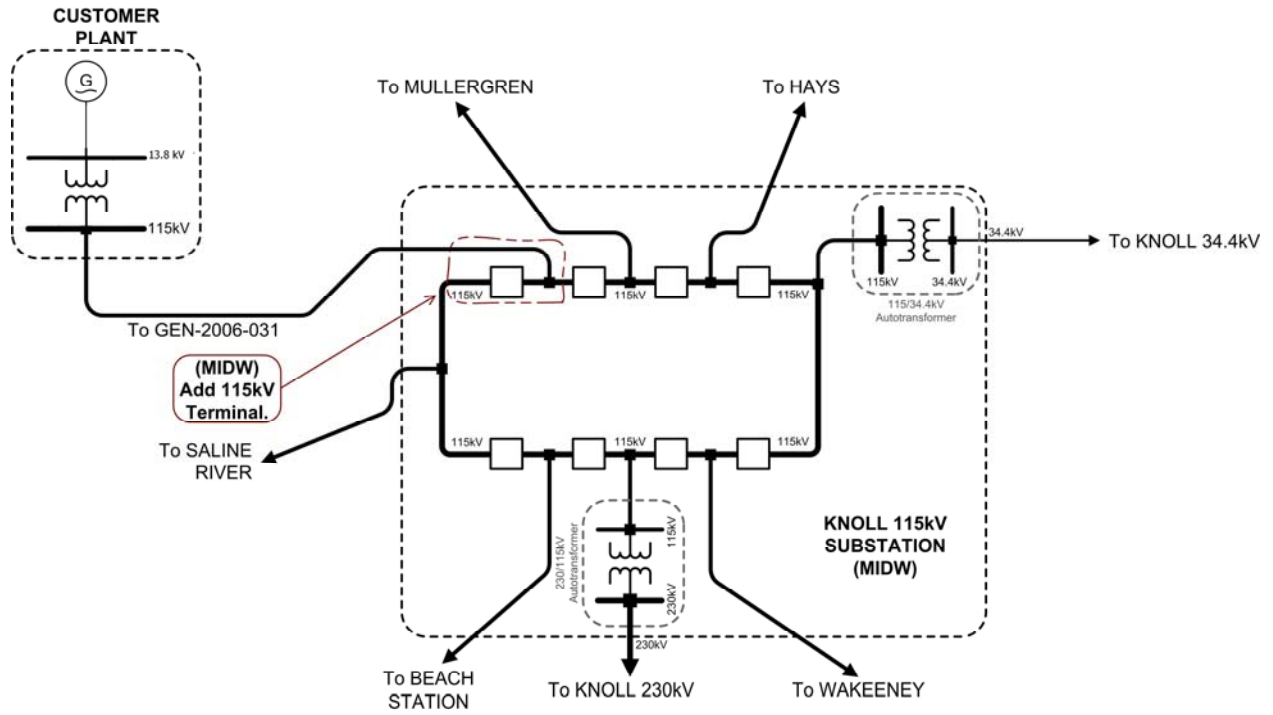 CUSTOMER
PLANT
G
13.8 kV
115kV
To GEN-2006-031
(MIDW)
Add 115kV
Terminal.
To SALINE
RIVER
To MULLERGREN
To HAYS
115kV
115kV
115kV
115kV
34.4kV
115/34.4kV
Autotransformer
34.4kV
To KNOLL 34.4kV
115kV
115kV
115kV
230/115kV
Autotransformer
115kV
230kV
230kV
KNOLL 115kV
SUBSTATION
(MIDW)
To BEACH
STATION
To KNOLL 230kV
To WAKEENEY